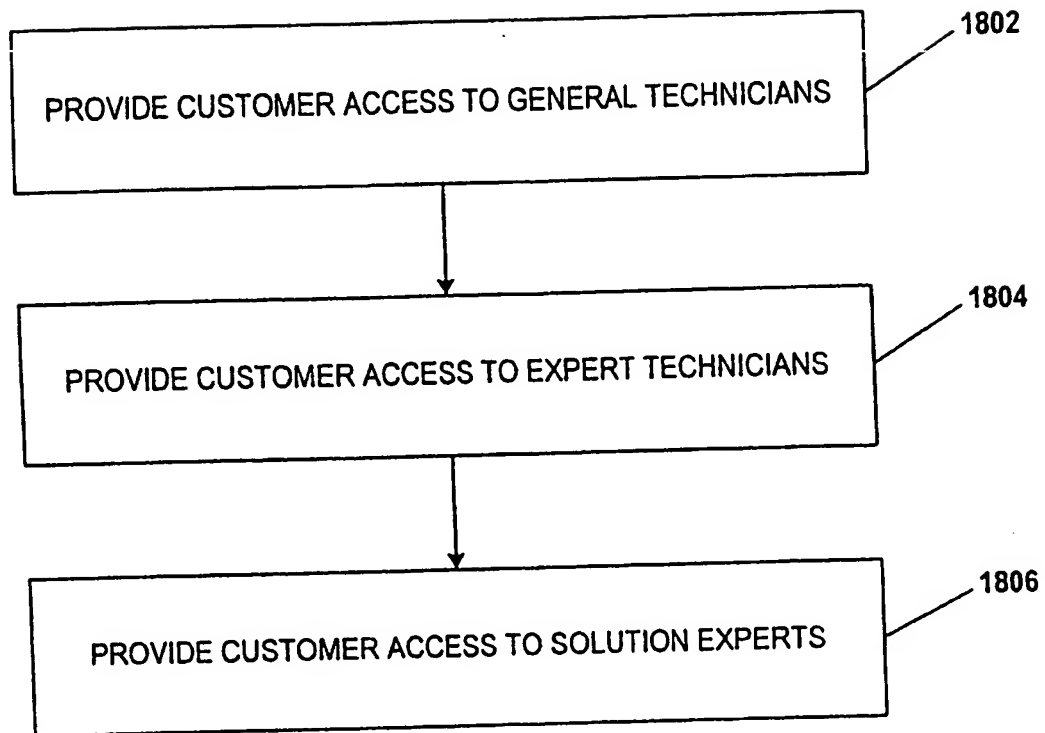 1802
PROVIDE CUSTOMER ACCESS TO GENERAL TECHNICIANS
1804
PROVIDE CUSTOMER ACCESS TO EXPERT TECHNICIANS
1806
PROVIDE CUSTOMER ACCESS TO SOLUTION EXPERTS